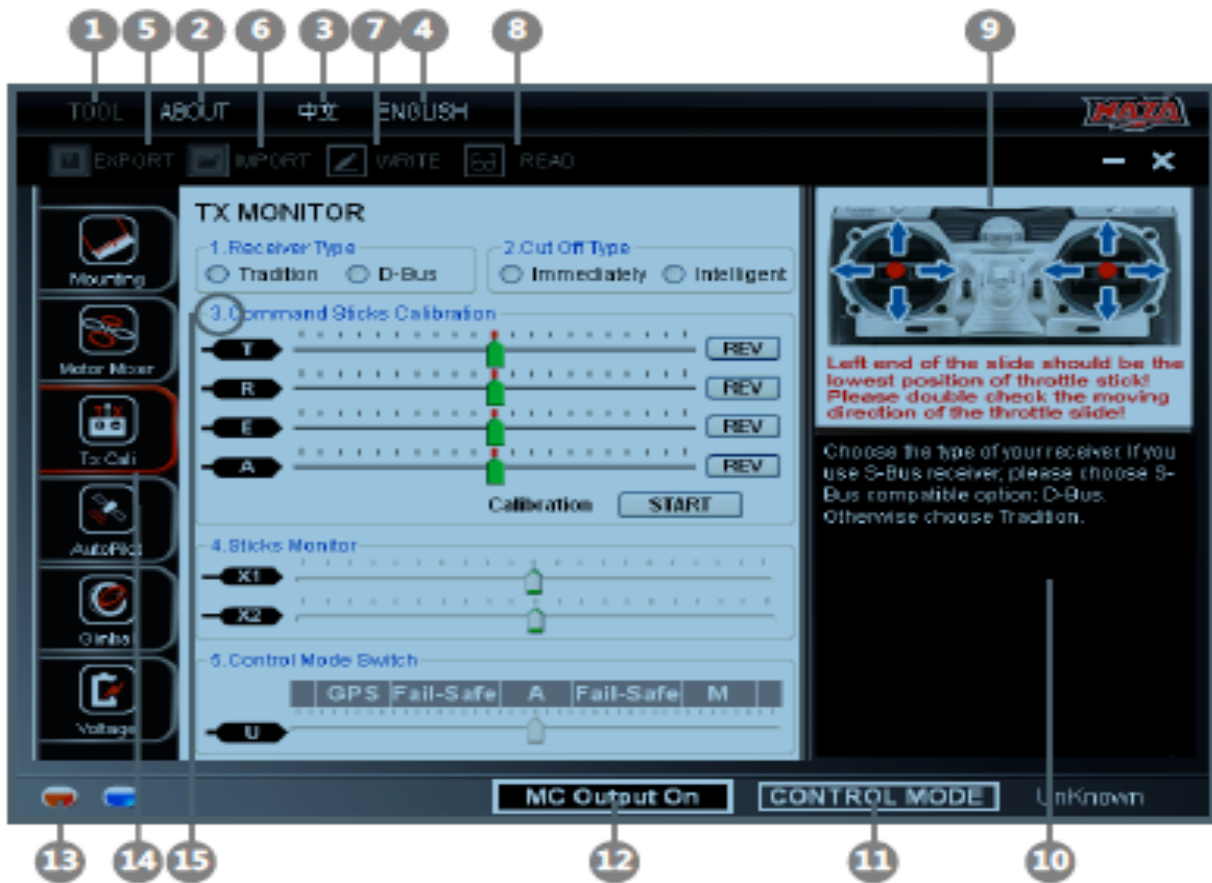 1 5 2 6 3 7 4 8 9
TOOL ABOUT 中文 ENGLISH
NAZA
EXPORT IMPORT WRITE READ
TX MONITOR
1.Receiver Type
Tradition D-Bus
2.Cut Off Type
Immediately Intelligent
3.Command Sticks Calibration
T REV
R REV
E REV
A REV
Calibration START
4.Sticks Monitor
X1
X2
5.Control Mode Switch
GPS Fail-Safe A Fail-Safe M
U
Mounting
Motor Mixer
TX
Tx Cali
AutoPilot
Gimbal
Voltage
Left end of the slide should be the
lowest position of throttle stick!
Please double check the moving
direction of the throttle slide!
Choose the type of your receiver. If you
use S-Bus receiver, please choose S-
Bus compatible option: D-Bus.
Otherwise choose Tradition.
MC Output On CONTROL MODE UnKnown
13 14 15 12 11 10